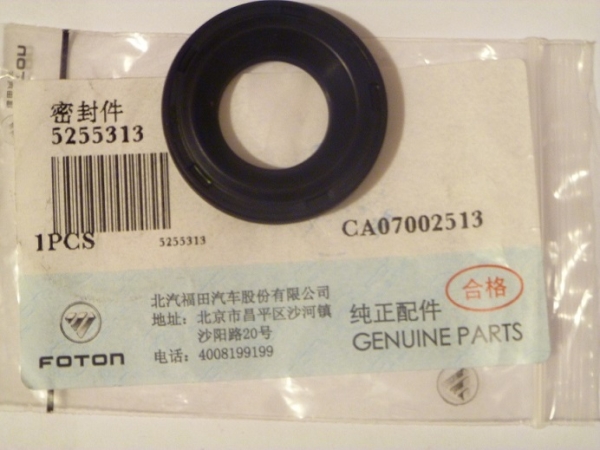 密封件
5255313
1PCS
5255313
CA07002513
合格
北汽福田汽车股份有限公司
地址：北京市昌平区沙河镇
沙阳路20号
电话：4008199199
纯正配件
GENUINE PARTS
FOTON